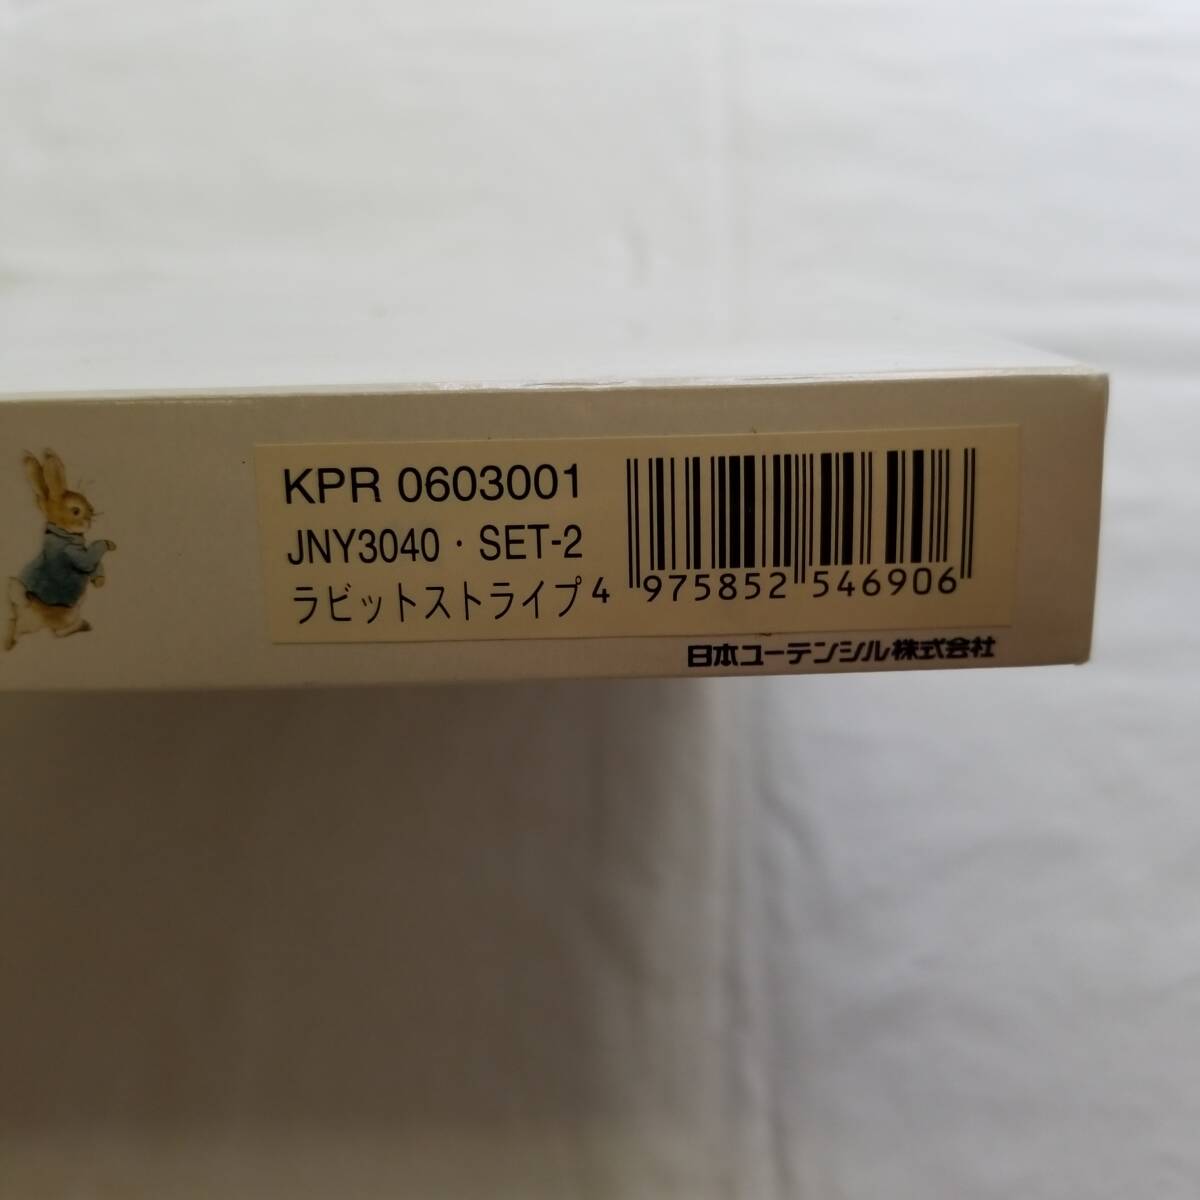 KPR 0603001
JNY3040・SET-2
ラビットストライプ
4 975852 546906
日本ユーテンシル株式会社